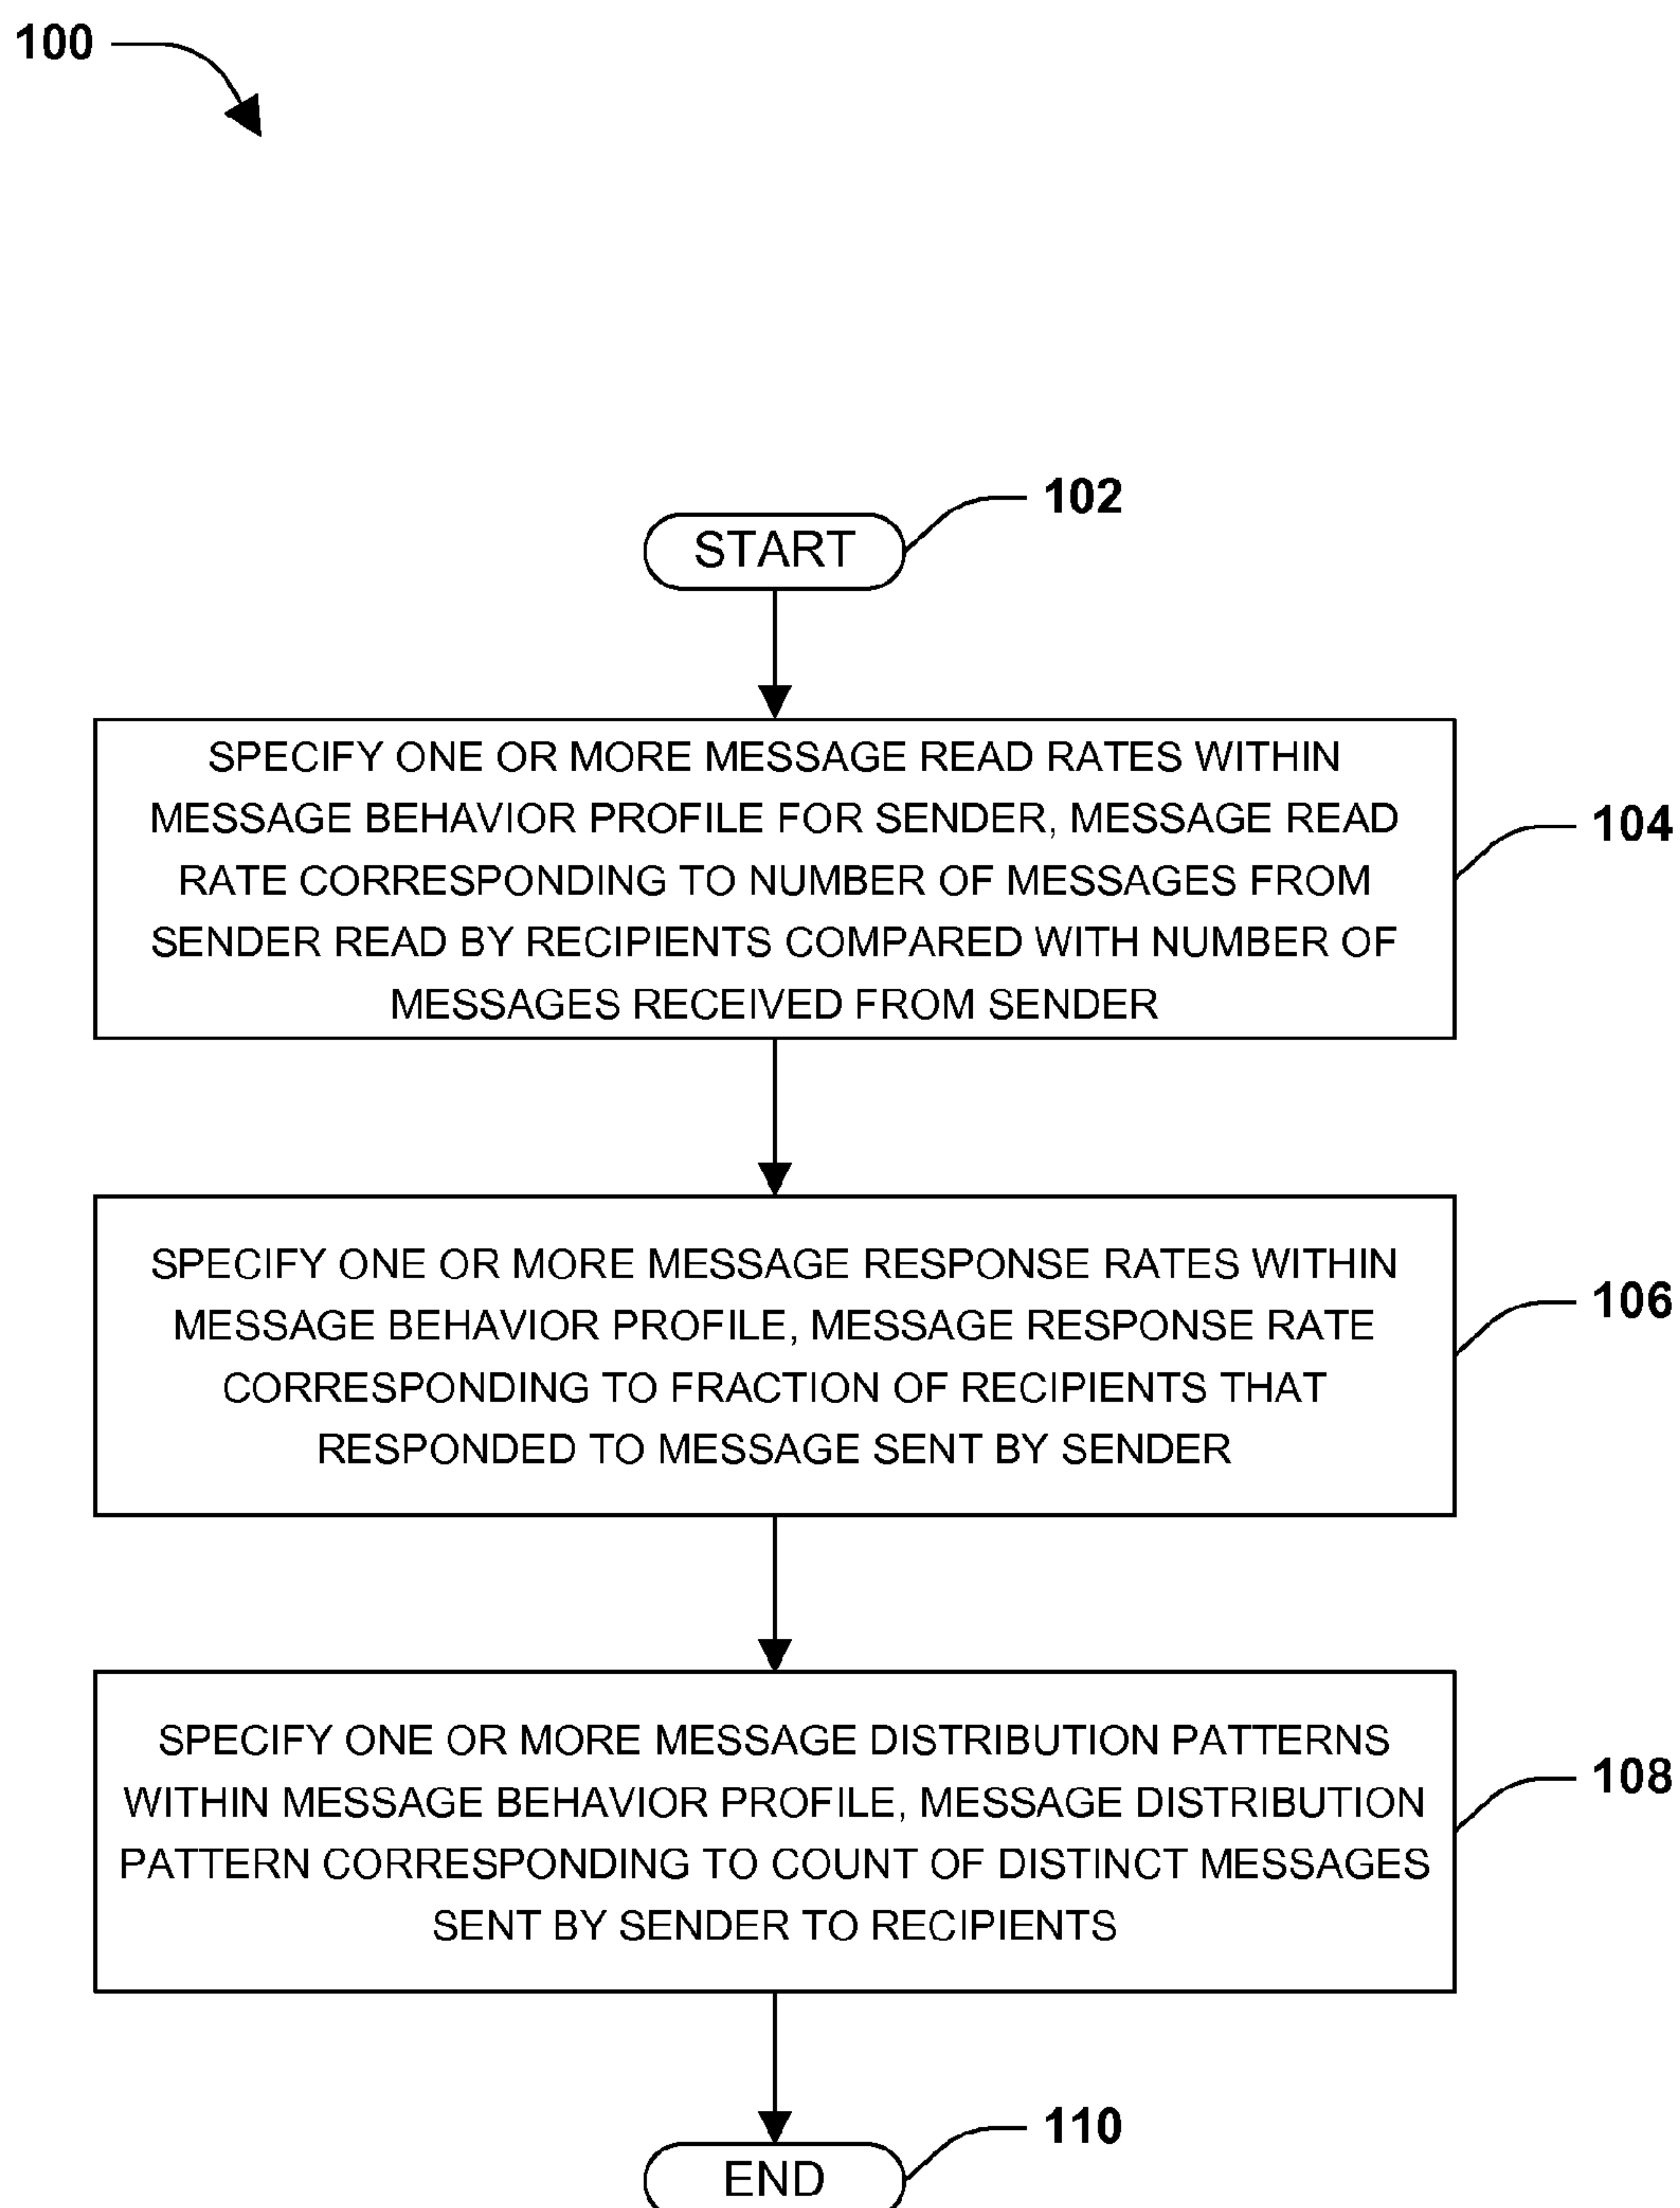 100
102
START
SPECIFY ONE OR MORE MESSAGE READ RATES WITHIN
MESSAGE BEHAVIOR PROFILE FOR SENDER, MESSAGE READ
RATE CORRESPONDING TO NUMBER OF MESSAGES FROM
SENDER READ BY RECIPIENTS COMPARED WITH NUMBER OF
MESSAGES RECEIVED FROM SENDER
104
SPECIFY ONE OR MORE MESSAGE RESPONSE RATES WITHIN
MESSAGE BEHAVIOR PROFILE, MESSAGE RESPONSE RATE
CORRESPONDING TO FRACTION OF RECIPIENTS THAT
RESPONDED TO MESSAGE SENT BY SENDER
106
SPECIFY ONE OR MORE MESSAGE DISTRIBUTION PATTERNS
WITHIN MESSAGE BEHAVIOR PROFILE, MESSAGE DISTRIBUTION
PATTERN CORRESPONDING TO COUNT OF DISTINCT MESSAGES
SENT BY SENDER TO RECIPIENTS
108
110
END